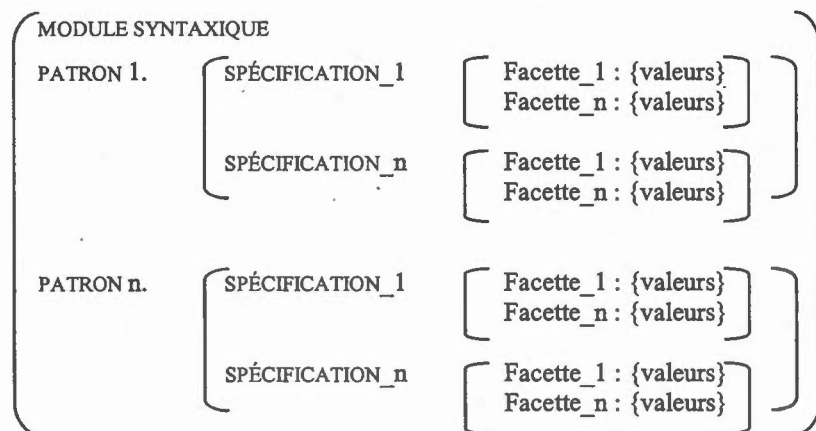 MODULE SYNTAXIQUE
PATRON 1. SPÉCIFICATION_1 Facette_1 : {valeurs}
Facette_n : {valeurs}
SPÉCIFICATION_n Facette_1 : {valeurs}
Facette_n : {valeurs}
PATRON n. SPÉCIFICATION_1 Facette_1 : {valeurs}
Facette_n : {valeurs}
SPÉCIFICATION_n Facette_1 : {valeurs}
Facette_n : {valeurs}